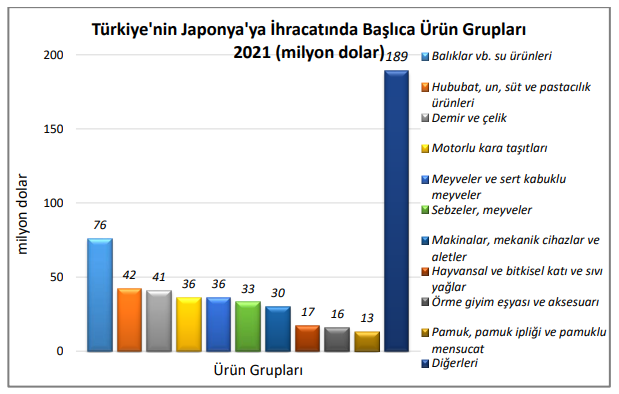 Türkiye'nin Japonya'ya İhracatında Başlıca Ürün Grupları
2021 (milyon dolar)
189
200
150
100
50
0
milyon dolar
76
42
41
36
36
33
30
17
16
13
Ürün Grupları
Balıklar vb. su ürünleri
Hububat, un, süt ve pastacılık
ürünleri
Demir ve çelik
Motorlu kara taşıtları
Meyveler ve sert kabuklu
meyveler
Sebzeler, meyveler
Makinalar, mekanik cihazlar ve
aletler
Hayvansal ve bitkisel katı ve sıvı
yağlar
Örme giyim eşyası ve aksesuarı
Pamuk, pamuk ipliği ve pamuklu
mensucat
Diğerleri